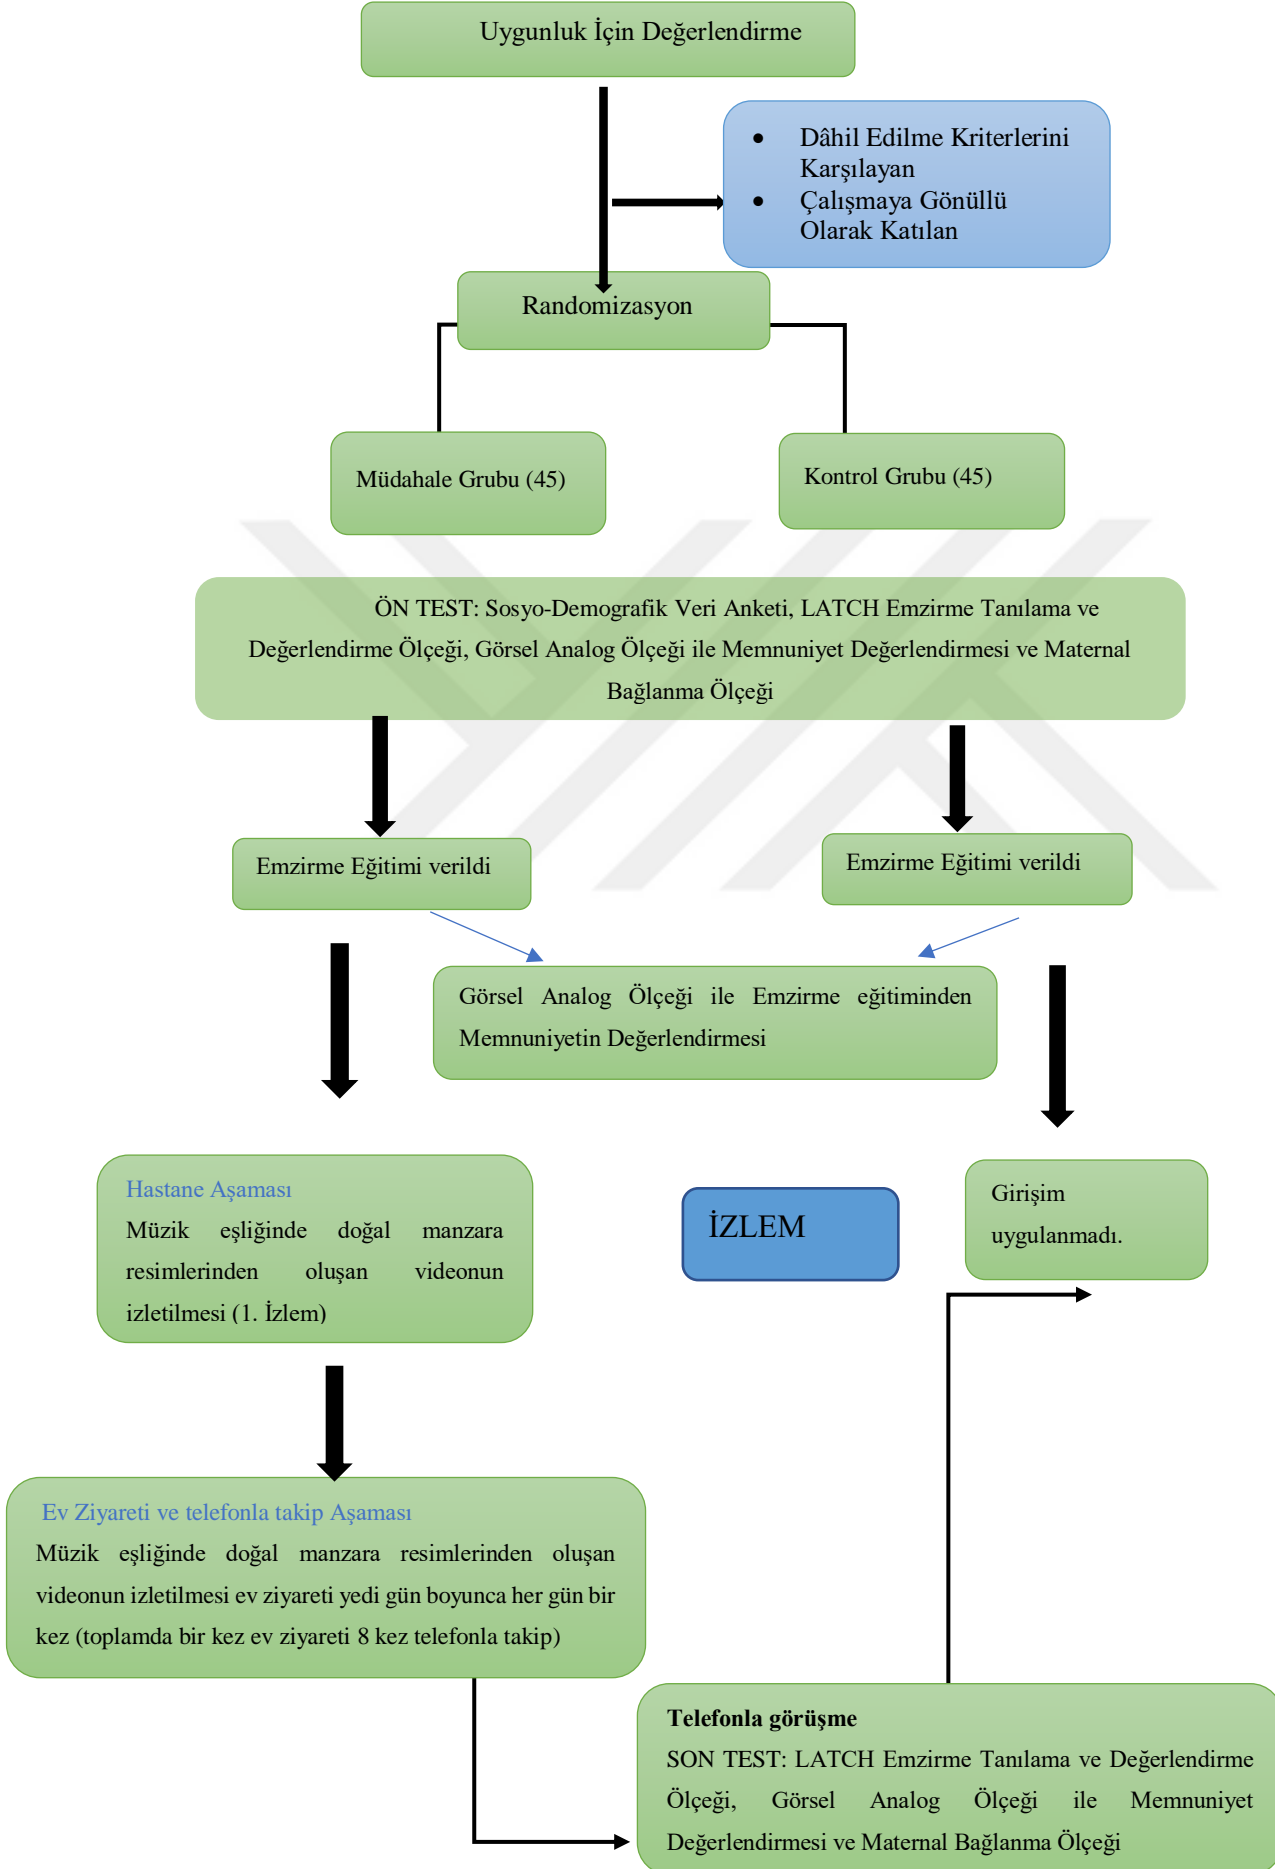 Uygunluk İçin Değerlendirme
• Dâhil Edilme Kriterlerini
Karşılayan
• Çalışmaya Gönüllü
Olarak Katılan
Randomizasyon
Müdahale Grubu (45)
Kontrol Grubu (45)
ÖN TEST: Sosyo-Demografik Veri Anketi, LATCH Emzirme Tanılama ve
Değerlendirme Ölçeği, Görsel Analog Ölçeği ile Memnuniyet Değerlendirmesi ve Maternal
Bağlanma Ölçeği
Emzirme Eğitimi verildi
Emzirme Eğitimi verildi
Görsel Analog Ölçeği ile Emzirme eğitiminden
Memnuniyetin Değerlendirmesi
Hastane Aşaması
Müzik eşliğinde doğal manzara
resimlerinden oluşan videonun
izletilmesi (1. İzlem)
İZLEM
Girişim
uygulanmadı.
Ev Ziyareti ve telefonla takip Aşaması
Müzik eşliğinde doğal manzara resimlerinden oluşan
videonun izletilmesi ev ziyareti yedi gün boyunca her gün bir
kez (toplamda bir kez ev ziyareti 8 kez telefonla takip)
Telefonla görüşme
SON TEST: LATCH Emzirme Tanılama ve Değerlendirme
Ölçeği, Görsel Analog Ölçeği ile Memnuniyet
Değerlendirmesi ve Maternal Bağlanma Ölçeği